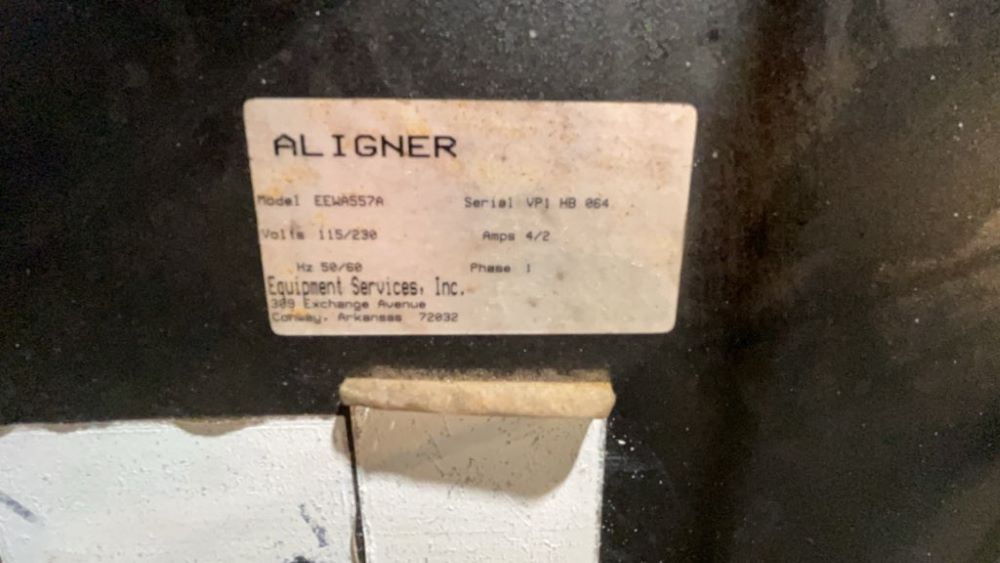 ALIGNER
Model EEWA557A Serial VP1 HB 064
Volts 115/230 Amps 4/2
Hz 50/60 Phase 1
Equipment Services, Inc.
309 Exchange Avenue
Conway, Arkansas 72032